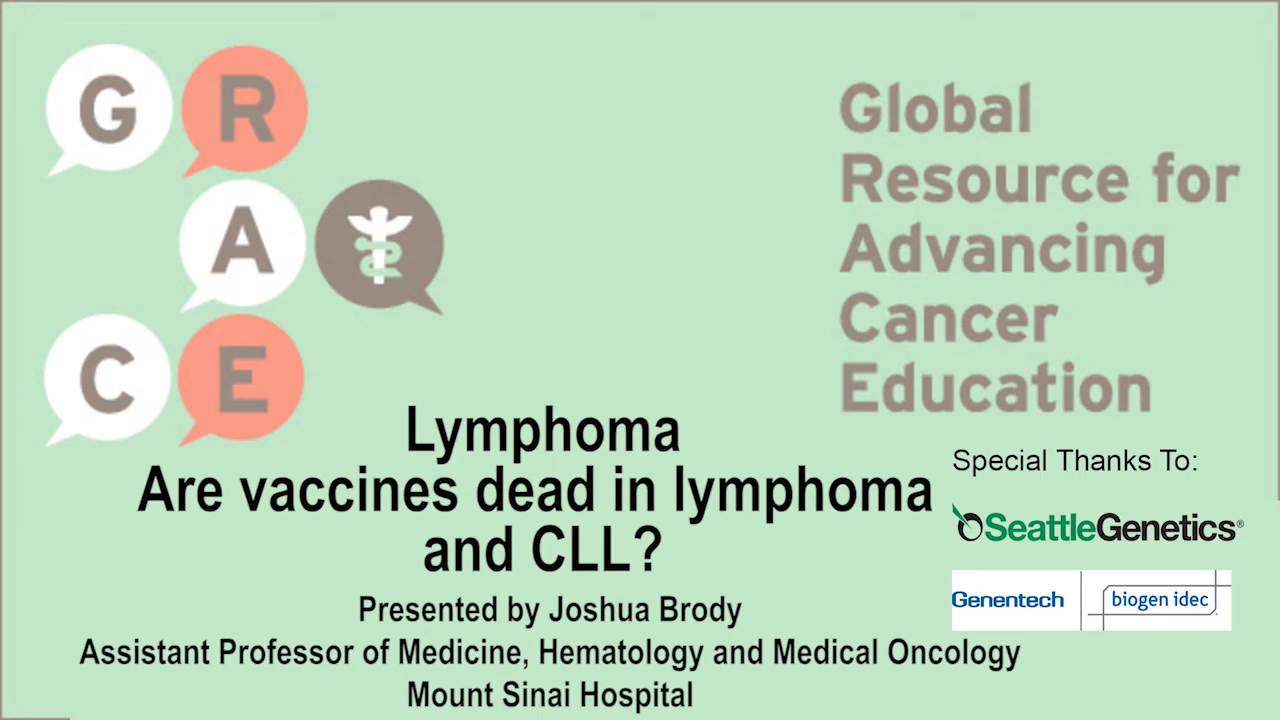 G R
A
C E
Global
Resource for
Advancing
Cancer
Education
Lymphoma
Are vaccines dead in lymphoma
and CLL?
Presented by Joshua Brody
Assistant Professor of Medicine, Hematology and Medical Oncology
Mount Sinai Hospital
Special Thanks To:
SeattleGenetics®
Genentech biogen idec